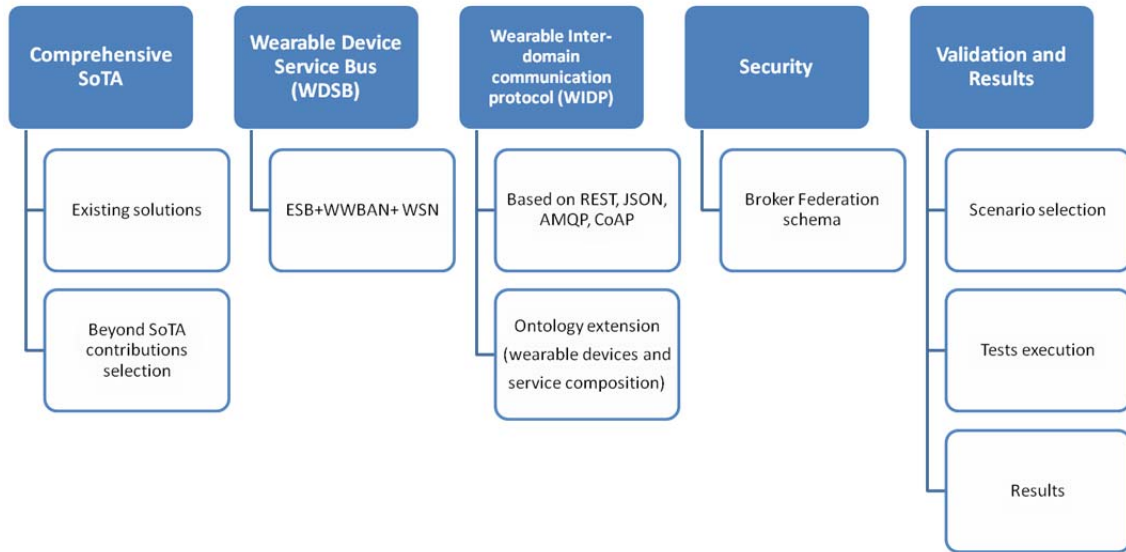 Comprehensive
SoTA
Existing solutions
Beyond SoTA
contributions
selection
Wearable Device
Service Bus
(WDSB)
ESB+WWBAN+ WSN
Wearable Inter-
domain
communication
protocol (WIDP)
Based on REST, JSON,
AMQP, CoAP
Ontology extension
(wearable devices and
service composition)
Security
Broker Federation
schema
Validation and
Results
Scenario selection
Tests execution
Results